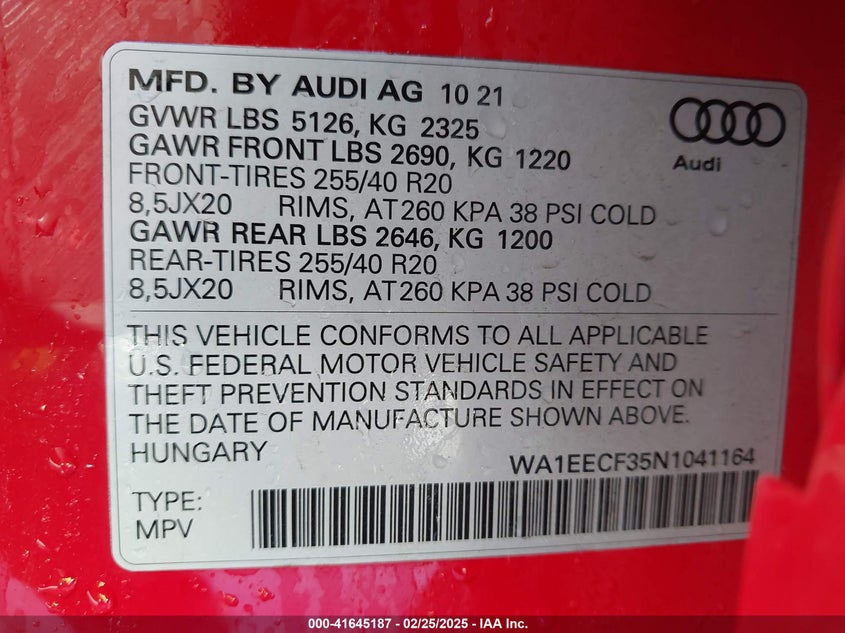 MFD. BY AUDI AG 10 21
GVWR LBS 5126, KG 2325
GAWR FRONT LBS 2690, KG 1220
FRONT-TIRES 255/40 R20
8,5JX20 RIMS, AT 260 KPA 38 PSI COLD
GAWR REAR LBS 2646, KG 1200
REAR-TIRES 255/40 R20
8,5JX20 RIMS, AT 260 KPA 38 PSI COLD
Audi
THIS VEHICLE CONFORMS TO ALL APPLICABLE
U.S. FEDERAL MOTOR VEHICLE SAFETY AND
THEFT PREVENTION STANDARDS IN EFFECT ON
THE DATE OF MANUFACTURE SHOWN ABOVE.
HUNGARY
WA1EECF35N1041164
TYPE:
MPV
000-41645187 - 02/25/2025 - IAA Inc.